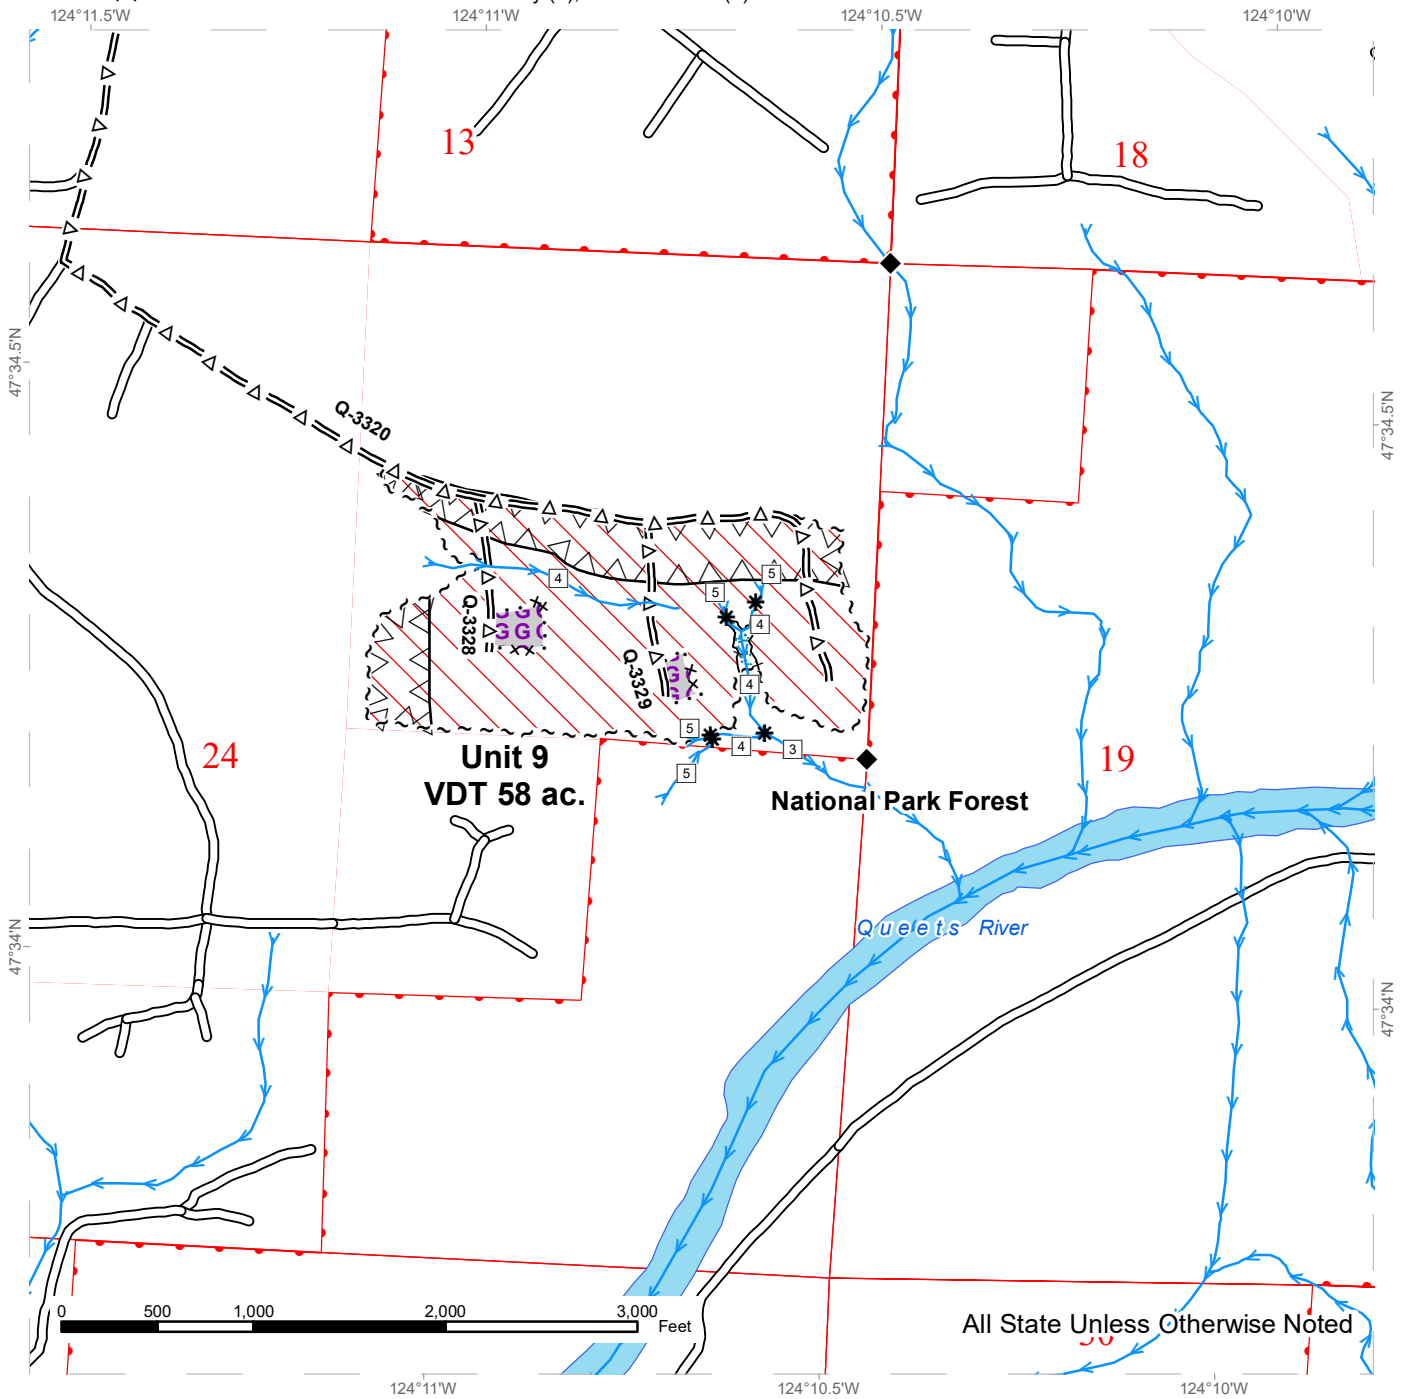 124°11.5'W
124°11'W
124°10.5'W
124°10'W
13
18
47°34.5'N
47°34.5'N
Q-3320
4
5
5
4
Q-3328
G G
G G
Q-3329
G
G
4
5
4
3
5
24
Unit 9
VDT 58 ac.
19
National Park Forest
Queets River
47°34'N
47°34'N
0 500 1,000 2,000 3,000
Feet
All State Unless Otherwise Noted
124°11'W
124°10.5'W
124°10'W